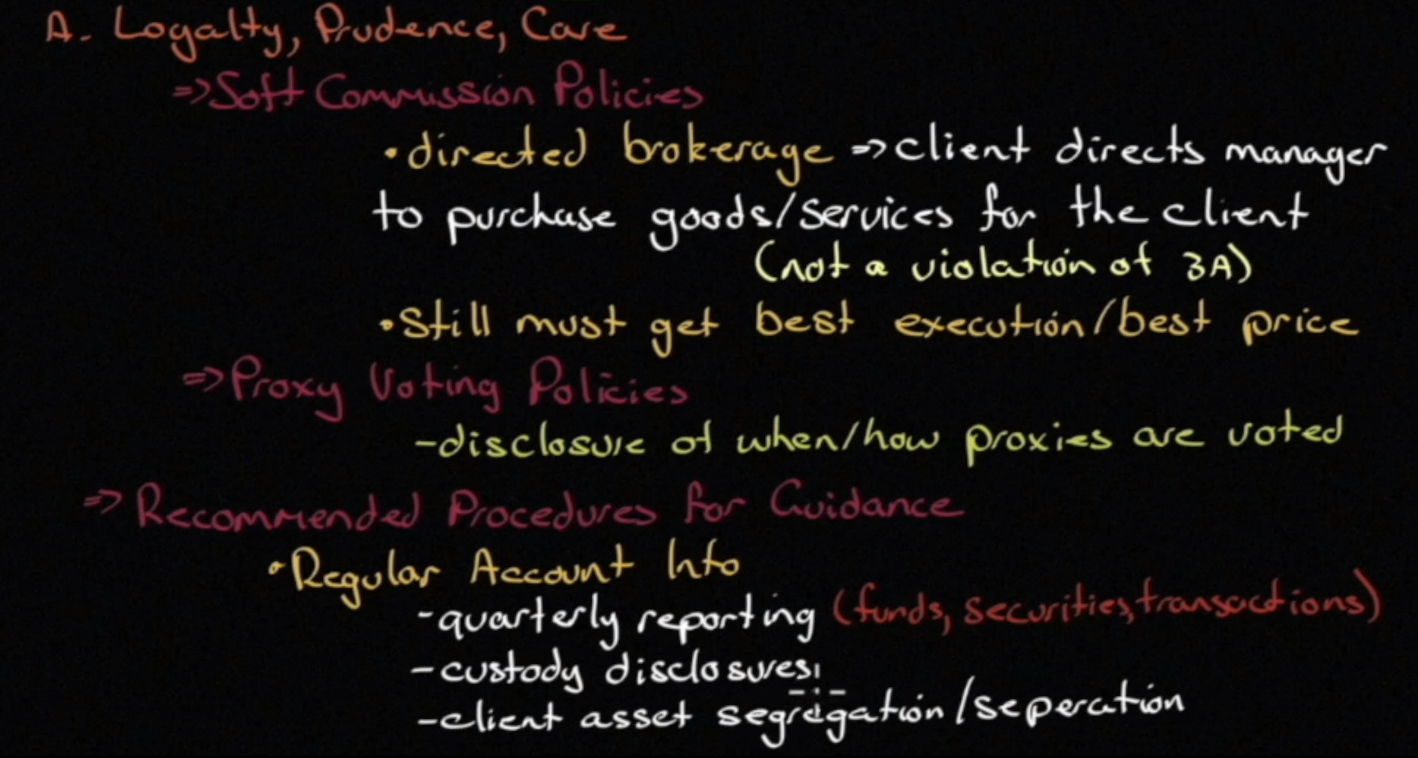 A. Loyalty, Prudence, Care
⇒Soft Commission Policies
•directed brokerage ⇒client directs manager
to purchase goods/services for the client
(not a violation of 3A)
•Still must get best execution/best price
⇒Proxy Voting Policies
-disclosure of when/how proxies are voted
⇒Recommended Procedures for Guidance
•Regular Account Info
-quarterly reporting (funds, securities, transactions)
-custody disclosures
-client asset segregation/seperation